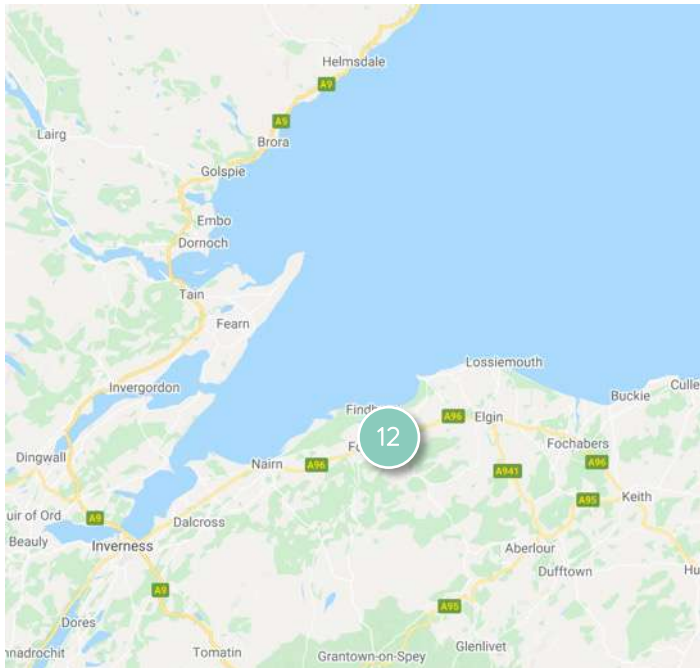 Helmsdale
A9
A9
Lairg
Brora
Golspie
Embo
Dornoch
Tain
Fearn
Lossiemouth
Invergordon
Buckie
A96
Elgin
12
Fochabers
Dingwall
Nairn
A96
A96
A941
A95
Keith
A9
Dalcross
Beauly
Inverness
Aberlour
Dufftown
A9
A95
Dores
Tomatin
Glenlivet
Grantown-on-Spey